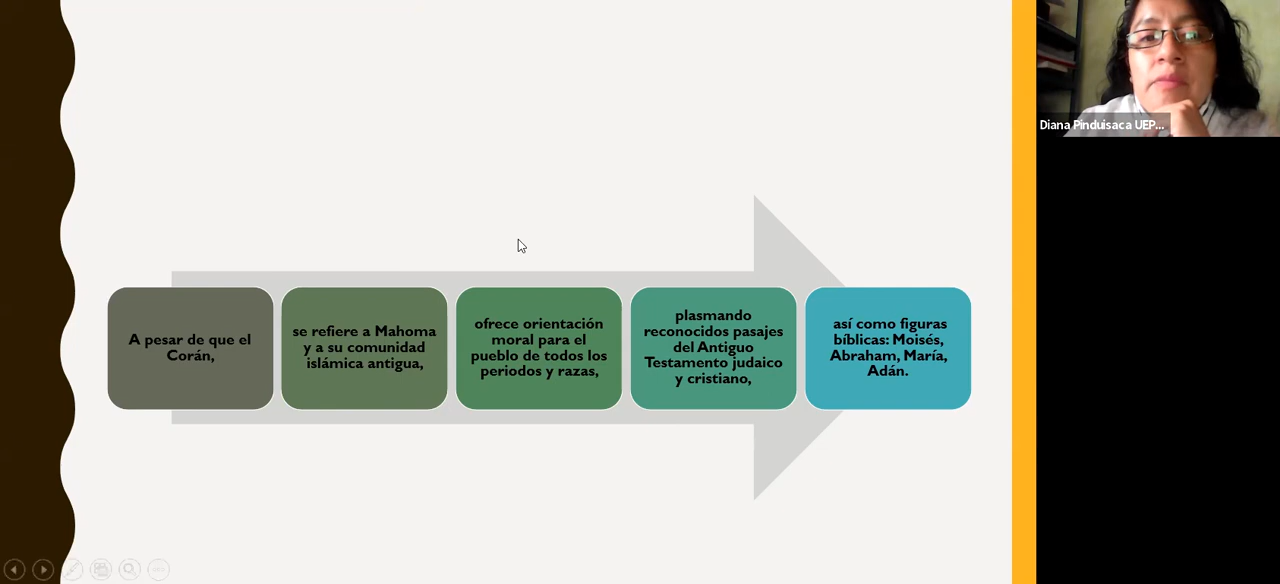 A pesar de que el
Corán,
se refiere a Mahoma
y a su comunidad
islámica antigua,
ofrece orientación
moral para el
pueblo de todos los
periodos y razas,
plasmando
reconocidos pasajes
del Antiguo
Testamento judaico
y cristiano,
así como figuras
bíblicas: Moisés,
Abraham, María,
Adán.
Diana Pinduisaca UEP...